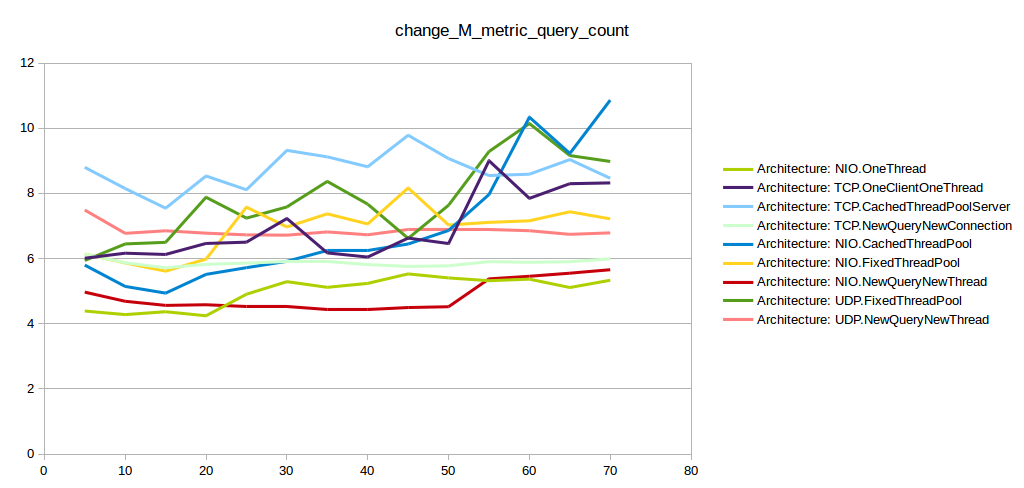 change_M_metric_query_count
12
10
8
6
4
2
0
0 10 20 30 40 50 60 70 80
Architecture: NIO.OneThread
Architecture: TCP.OneClientOneThread
Architecture: TCP.CachedThreadPoolServer
Architecture: TCP.NewQueryNewConnection
Architecture: NIO.CachedThreadPool
Architecture: NIO.FixedThreadPool
Architecture: NIO.NewQueryNewThread
Architecture: UDP.FixedThreadPool
Architecture: UDP.NewQueryNewThread